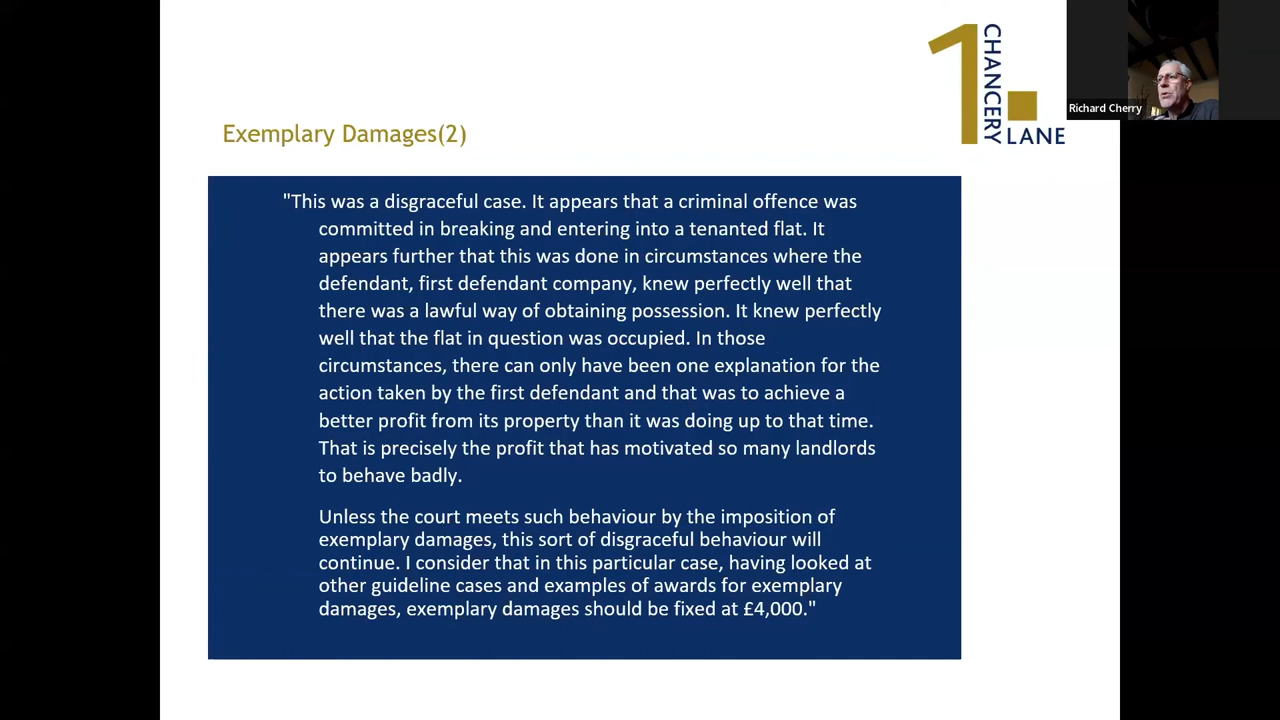 1 CHANCERY LANE
Richard Cherry
Exemplary Damages(2)
"This was a disgraceful case. It appears that a criminal offence was
committed in breaking and entering into a tenanted flat. It
appears further that this was done in circumstances where the
defendant, first defendant company, knew perfectly well that
there was a lawful way of obtaining possession. It knew perfectly
well that the flat in question was occupied. In those
circumstances, there can only have been one explanation for the
action taken by the first defendant and that was to achieve a
better profit from its property than it was doing up to that time.
That is precisely the profit that has motivated so many landlords
to behave badly.
Unless the court meets such behaviour by the imposition of
exemplary damages, this sort of disgraceful behaviour will
continue. I consider that in this particular case, having looked at
other guideline cases and examples of awards for exemplary
damages, exemplary damages should be fixed at £4,000."